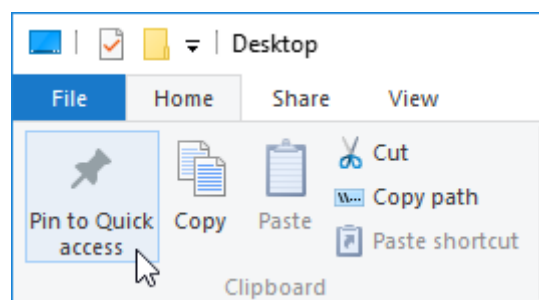 Desktop
File Home Share View
Pin to Quick access
Copy
Paste
Cut
\\... Copy path
Paste shortcut
Clipboard